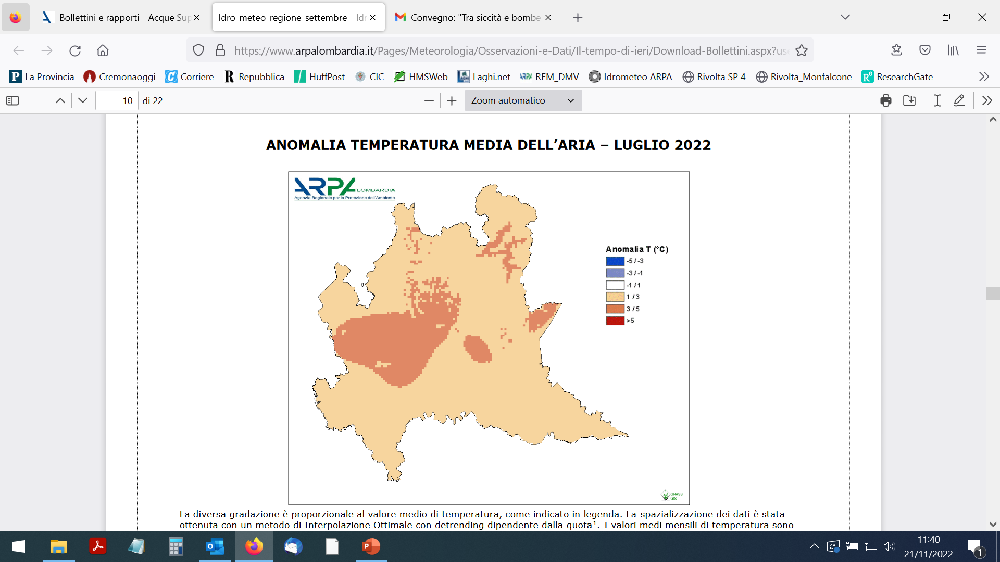 Bollettini e rapporti - Acque Sup
Idro_meteo_regione_settembre - Idr
Convegno: "Tra siccità e bombe
https://www.arpalombardia.it/Pages/Meteorologia/Osservazioni-e-Dati/Il-tempo-di-ieri/Download-Bollettini.aspx?us
P La Provincia Cremonaoggi Corriere R Repubblica HuffPost CIC HMSWeb Laghi.net ARPA REM_DMV Idrometeo ARPA Rivolta SP 4 Rivolta_Monfalcone ResearchGate
10 di 22
Zoom automatico
ANOMALIA TEMPERATURA MEDIA DELL'ARIA – LUGLIO 2022
ARPA LOMBARDIA
Agenzia Regionale per la Protezione dell'Ambiente
Anomalia T (°C)
-5 / -3
-3 / -1
-1 / 1
1 / 3
3 / 5
>5
GRASS
GIS
La diversa gradazione è proporzionale al valore medio di temperatura, come indicato in legenda. La spazializzazione dei dati è stata
ottenuta con un metodo di Interpolazione Ottimale con detrending dipendente dalla quota¹. I valori medi mensili di temperatura sono
11:40
21/11/2022
1